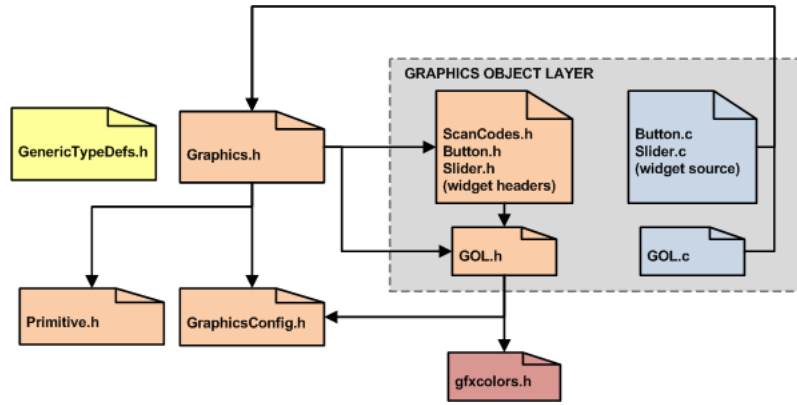 GRAPHICS OBJECT LAYER
GenericTypeDefs.h
Graphics.h
ScanCodes.h
Button.h
Slider.h
(widget headers)
Button.c
Slider.c
(widget source)
GOL.h
GOL.c
Primitive.h
GraphicsConfig.h
gfxcolors.h